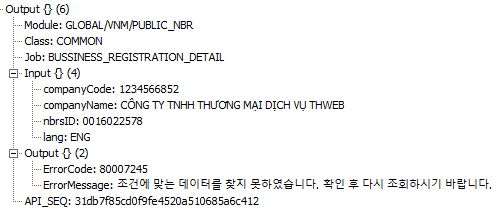 Output {} (6)
Module: GLOBAL/VNM/PUBLIC_NBR
Class: COMMON
Job: BUSSINESS_REGISTRATION_DETAIL
Input {} (4)
companyCode: 1234566852
companyName: CÔNG TY TNHH THƯƠNG MẠI DỊCH VỤ THWEB
nbrsID: 0016022578
lang: ENG
Output {} (2)
ErrorCode: 80007245
ErrorMessage: 조건에 맞는 데이터를 찾지 못하였습니다. 확인 후 다시 조회하시기 바랍니다.
API_SEQ: 31db7f85cd0f9fe4520a510685a6c412